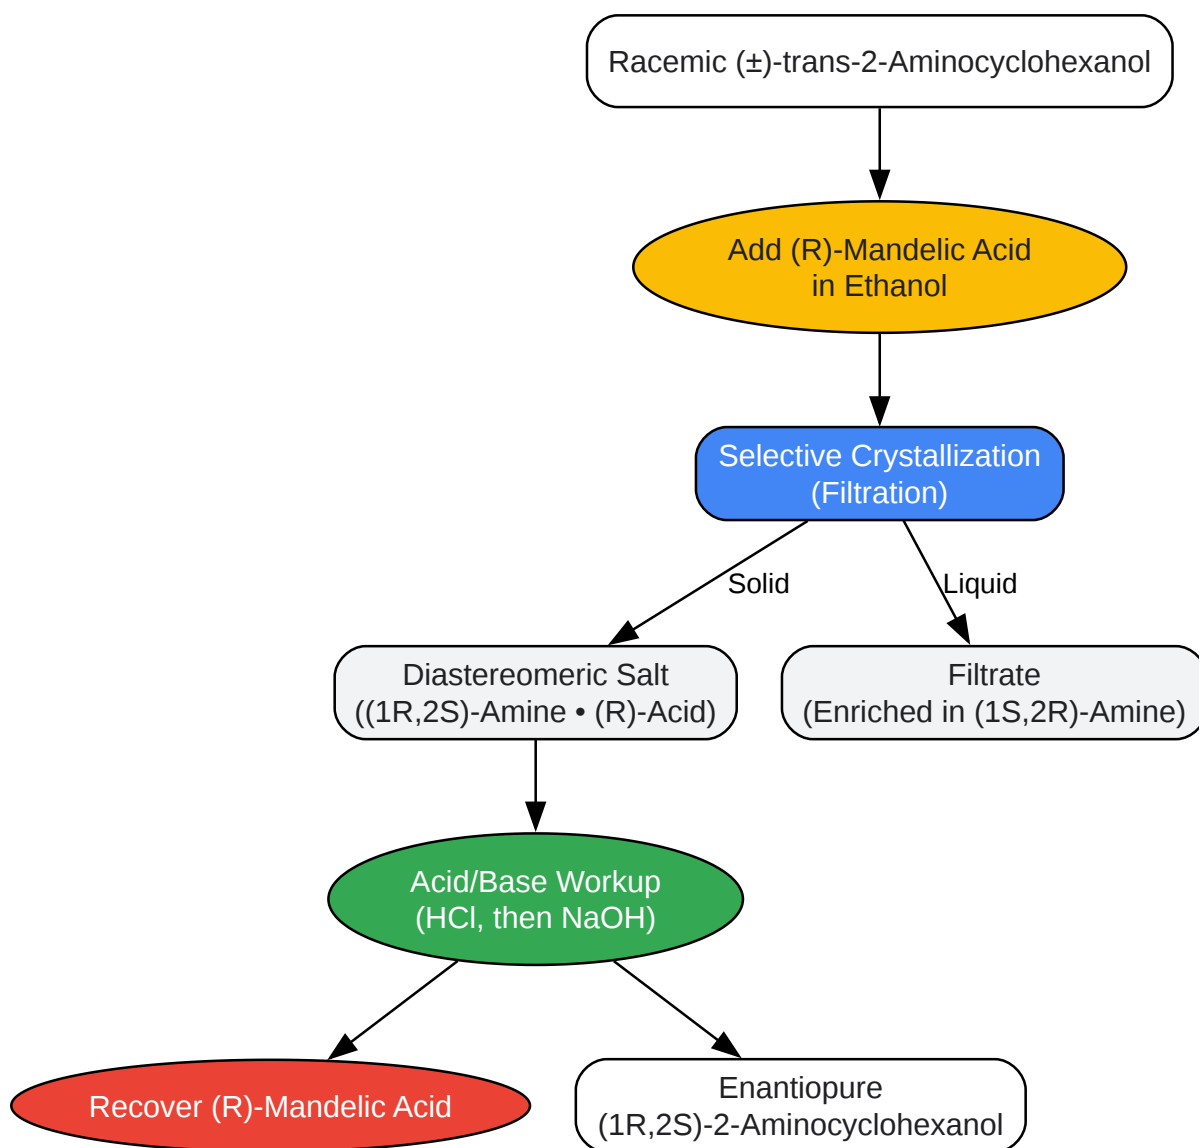 Racemic (±)-trans-2-Aminocyclohexanol
Add (R)-Mandelic Acid
in Ethanol
Selective Crystallization
(Filtration)
Solid
Liquid
Diastereomeric Salt
((1R,2S)-Amine • (R)-Acid)
Filtrate
(Enriched in (1S,2R)-Amine)
Acid/Base Workup
(HCl, then NaOH)
Recover (R)-Mandelic Acid
Enantiopure
(1R,2S)-2-Aminocyclohexanol